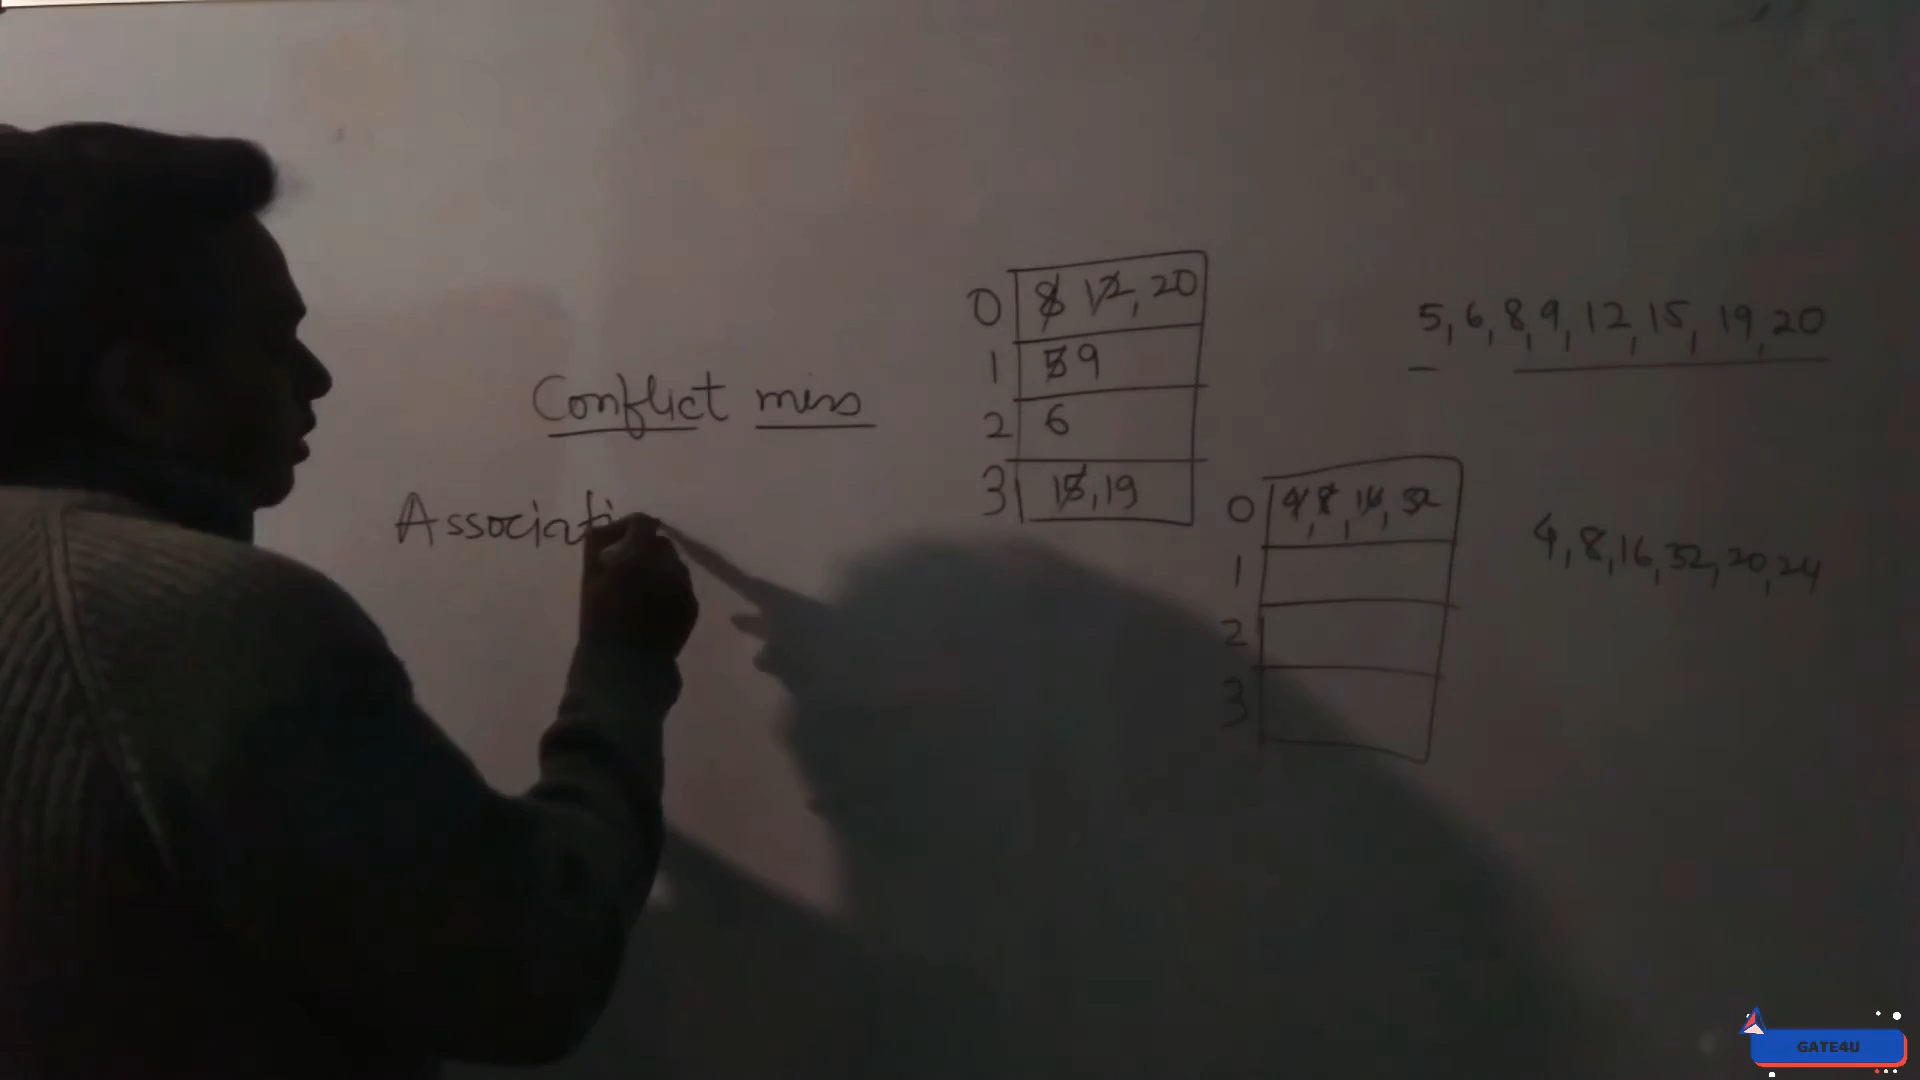 Conflict miss
Associati
0 8 12, 20
1 5 9
2 6
3 15, 19
5, 6, 8, 9, 12, 15, 19, 20
0 4, 8, 16, 32
1
2
3
4, 8, 16, 32, 20, 24
GATE4U